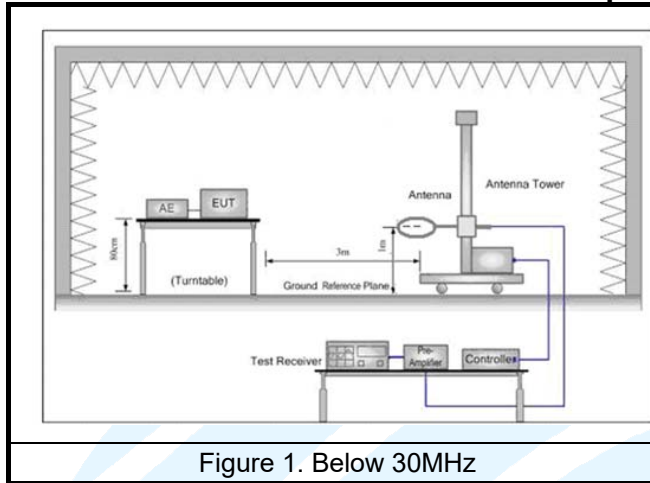 AE
EUT
80cm
(Turntable)
Antenna
Antenna Tower
3m
1m
Ground Reference Plane
Test Receiver
Pre-
Amplifier
Controller
Figure 1. Below 30MHz